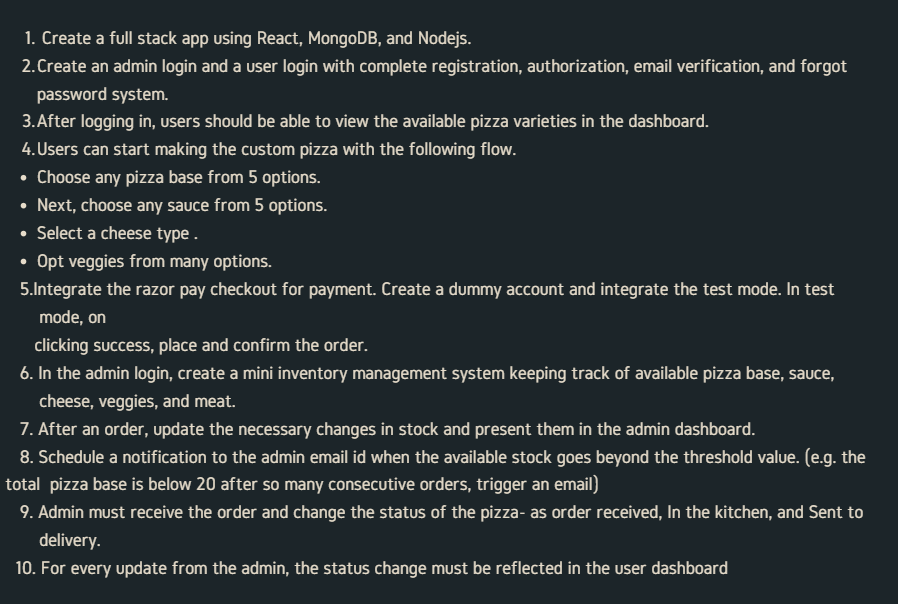 1. Create a full stack app using React, MongoDB, and Nodejs.
2.Create an admin login and a user login with complete registration, authorization, email verification, and forgot
password system.
3.After logging in, users should be able to view the available pizza varieties in the dashboard.
4.Users can start making the custom pizza with the following flow.
• Choose any pizza base from 5 options.
• Next, choose any sauce from 5 options.
• Select a cheese type .
• Opt veggies from many options.
5.Integrate the razor pay checkout for payment. Create a dummy account and integrate the test mode. In test
mode, on
clicking success, place and confirm the order.
6. In the admin login, create a mini inventory management system keeping track of available pizza base, sauce,
cheese, veggies, and meat.
7. After an order, update the necessary changes in stock and present them in the admin dashboard.
8. Schedule a notification to the admin email id when the available stock goes beyond the threshold value. (e.g. the
total  pizza base is below 20 after so many consecutive orders, trigger an email)
9. Admin must receive the order and change the status of the pizza- as order received, In the kitchen, and Sent to
delivery.
10. For every update from the admin, the status change must be reflected in the user dashboard